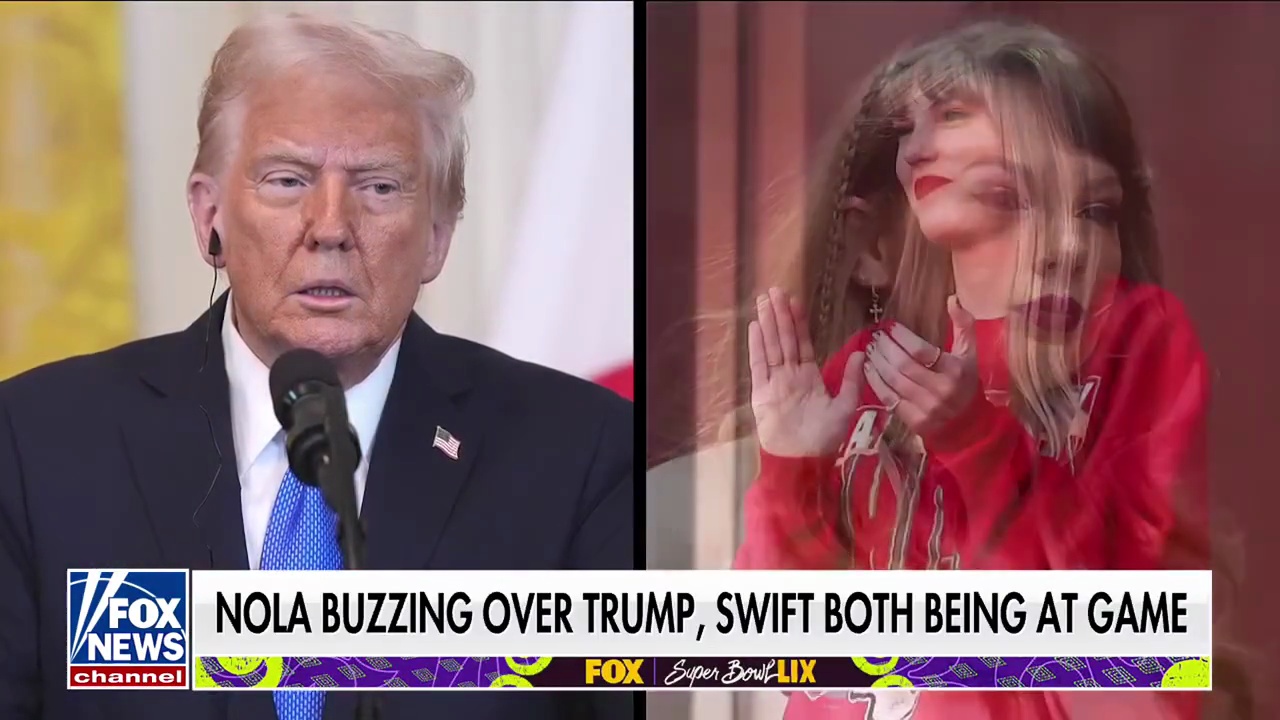 FOX
NEWS
channel
NOLA BUZZING OVER TRUMP, SWIFT BOTH BEING AT GAME
FOX
Super Bowl LIX